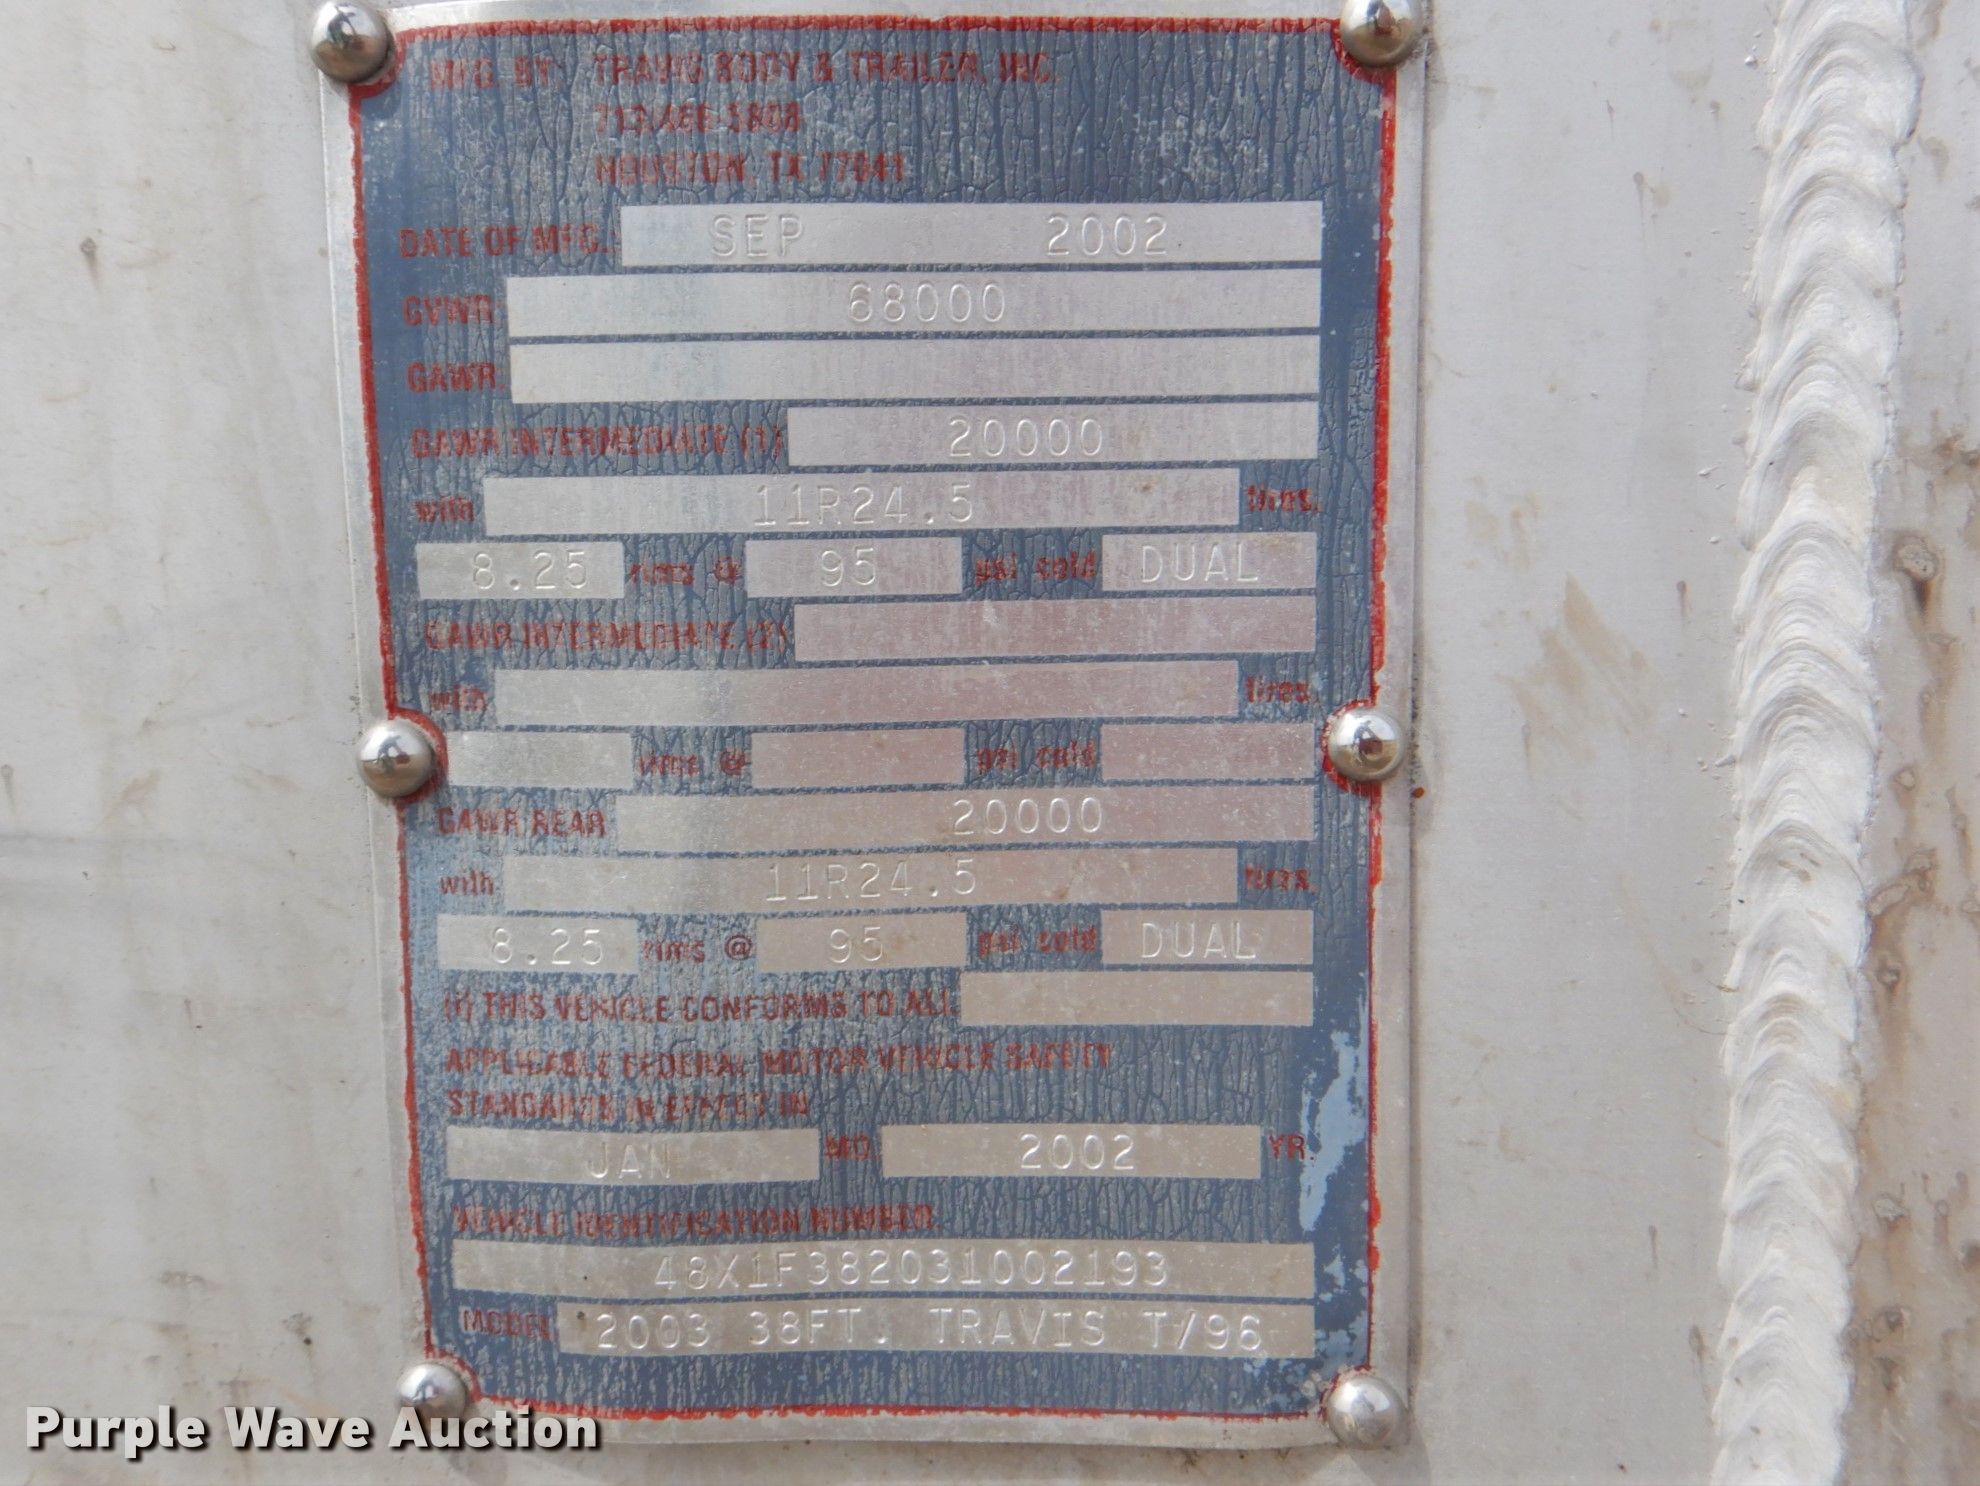 MFG. BY: TRAVIS BODY & TRAILER, INC.
713/466-5808
HOUSTON, TX 77041
DATE OF MFG. SEP 2002
GVWR: 68000
GAWR:
GAWR INTERMEDIATE (1) 20000
with 11R24.5 tires,
8.25 rims @ 95 psi cold DUAL
GAWR INTERMEDIATE (2)
with tires,
rims @ psi cold
GAWR REAR 20000
with 11R24.5 tires,
8.25 rims @ 95 psi cold DUAL
THIS VEHICLE CONFORMS TO ALL
APPLICABLE FEDERAL MOTOR VEHICLE SAFETY
STANDARDS IN EFFECT IN
JAN MO. 2002 YR.
VEHICLE IDENTIFICATION NUMBER.
48X1F382031002193
MODEL 2003 38FT. TRAVIS T/96
Purple Wave Auction